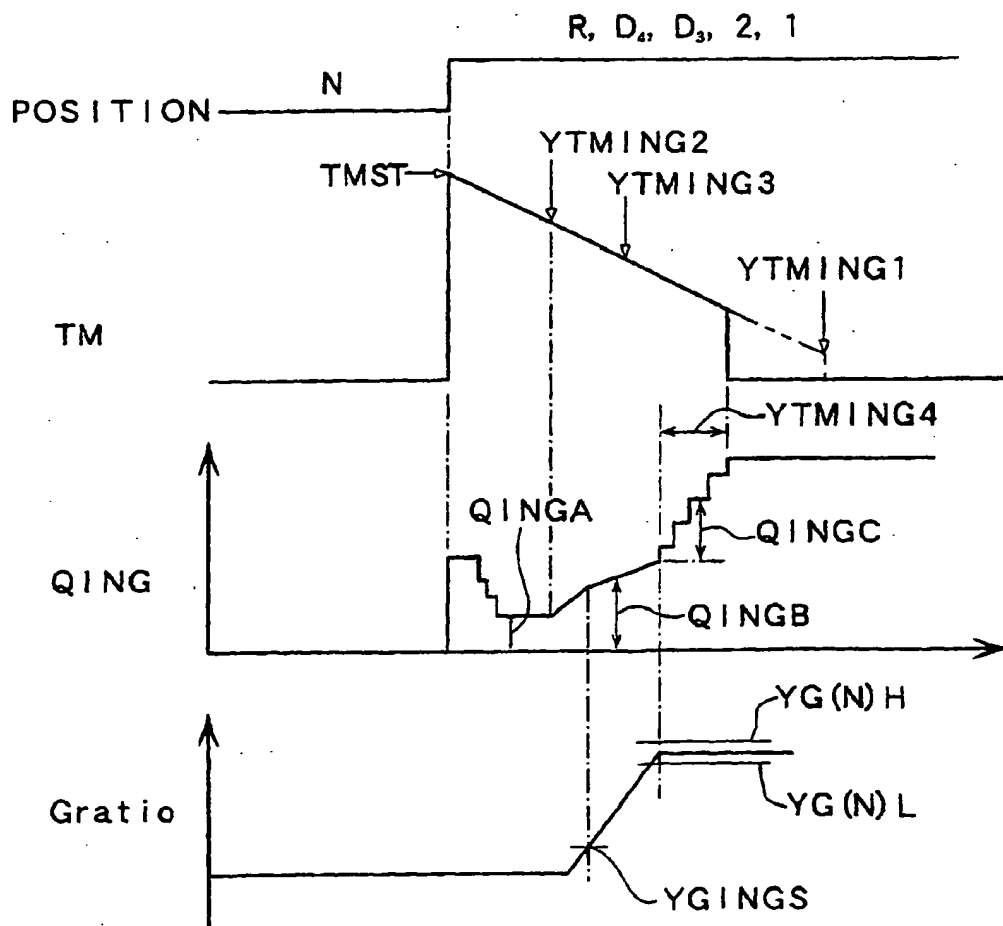 R, D₄, D₃, 2, 1
N
POSITION
YTMING2
TMST
YTMING3
YTMING1
TM
YTMING4
QINGA
QINGC
QING
QINGB
YG(N)H
Gratio
YG(N)L
YGINGS